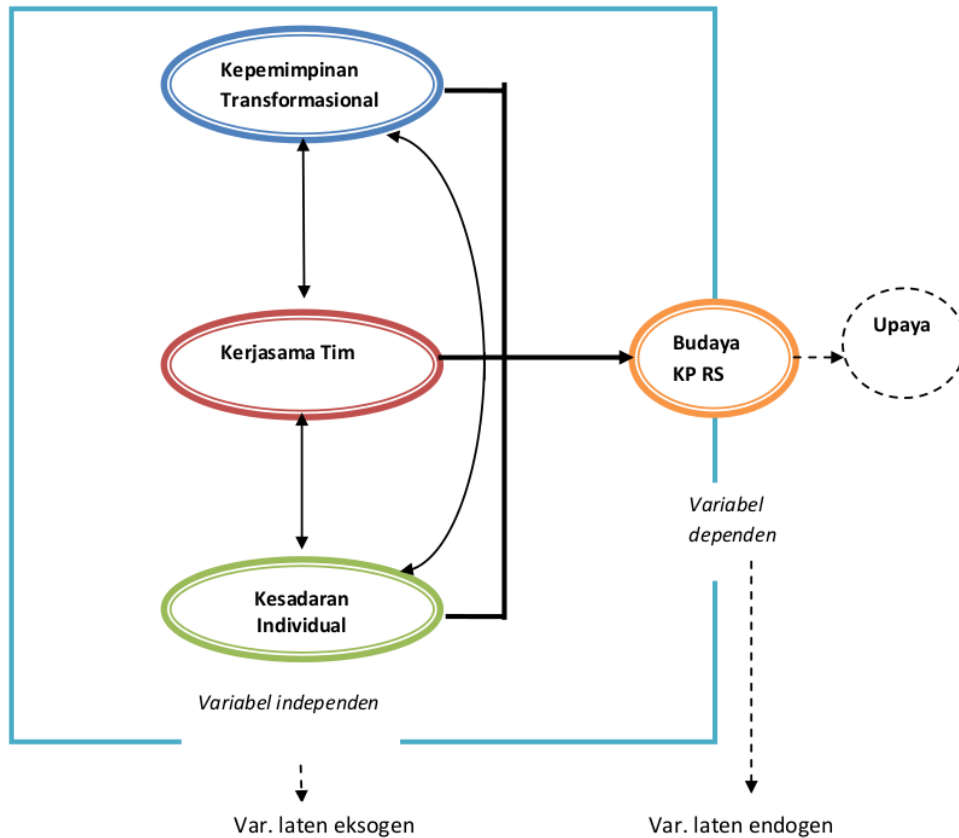 Kepemimpinan
Transformasional
Kerjasama Tim
Budaya
KP RS
Upaya
Variabel
dependen
Kesadaran
Individual
Variabel independen
Var. laten eksogen
Var. laten endogen